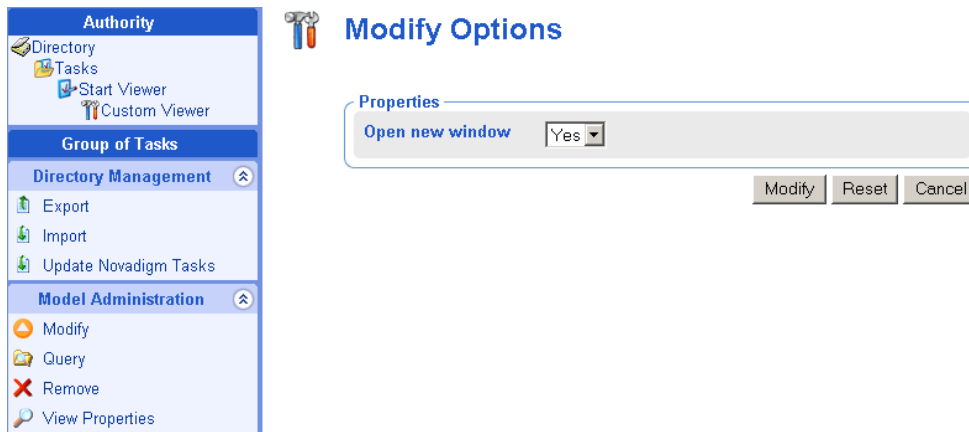 Authority
Directory
Tasks
Start Viewer
Custom Viewer
Group of Tasks
Directory Management
Export
Import
Update Novadigm Tasks
Model Administration
Modify
Query
Remove
View Properties
Modify Options
Properties
Open new window Yes
Modify Reset Cancel